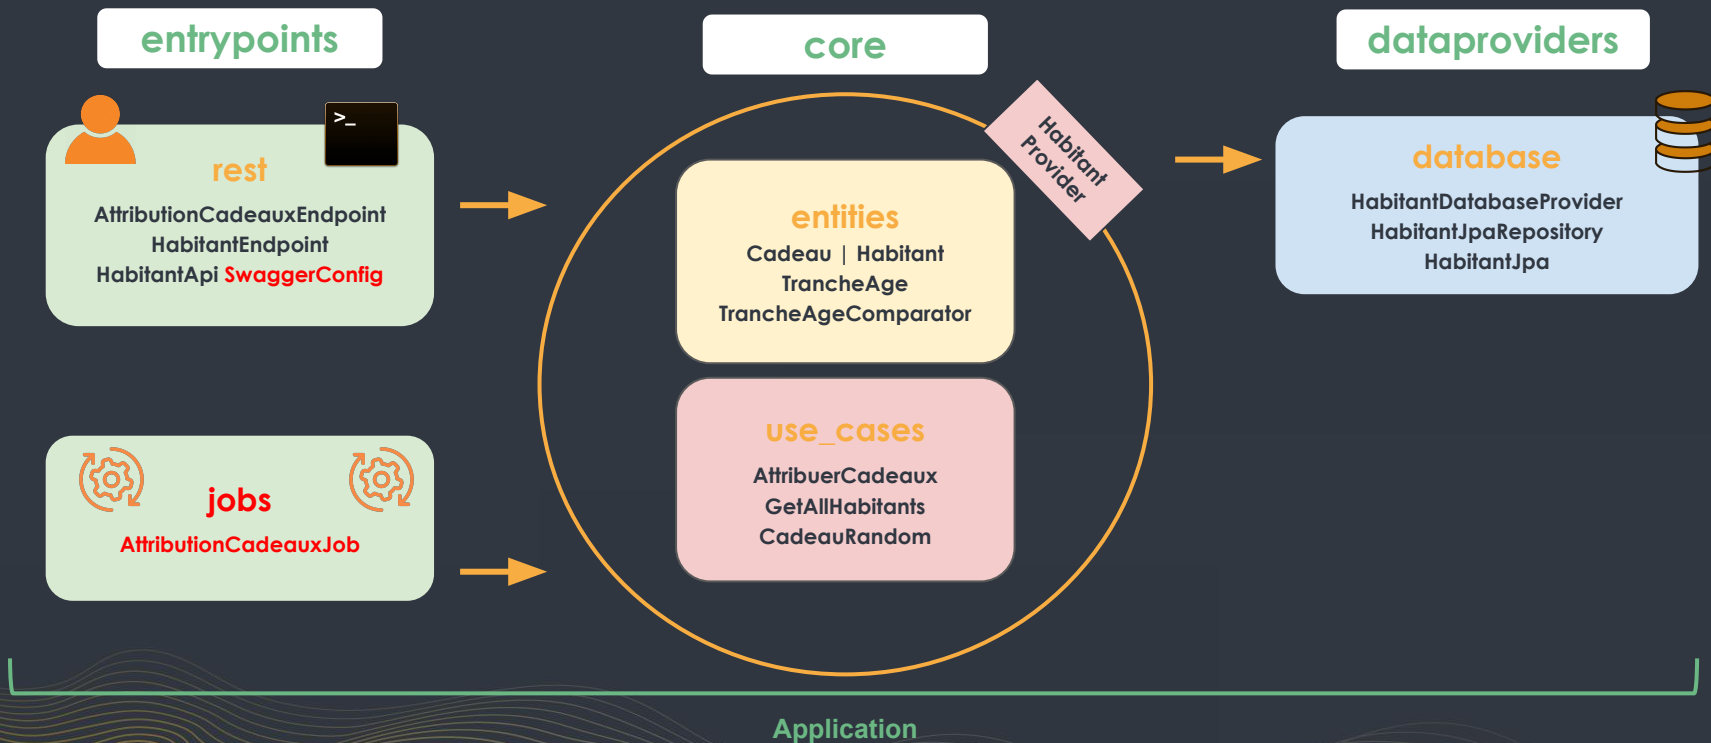 entrypoints
core
dataproviders
>_
rest
AttributionCadeauxEndpoint
HabitantEndpoint
HabitantApi SwaggerConfig
jobs
AttributionCadeauxJob
Habitant
Provider
entities
Cadeau | Habitant
TrancheAge
TrancheAgeComparator
use_cases
AttribuerCadeaux
GetAllHabitants
CadeauRandom
database
HabitantDatabaseProvider
HabitantJpaRepository
HabitantJpa
Application